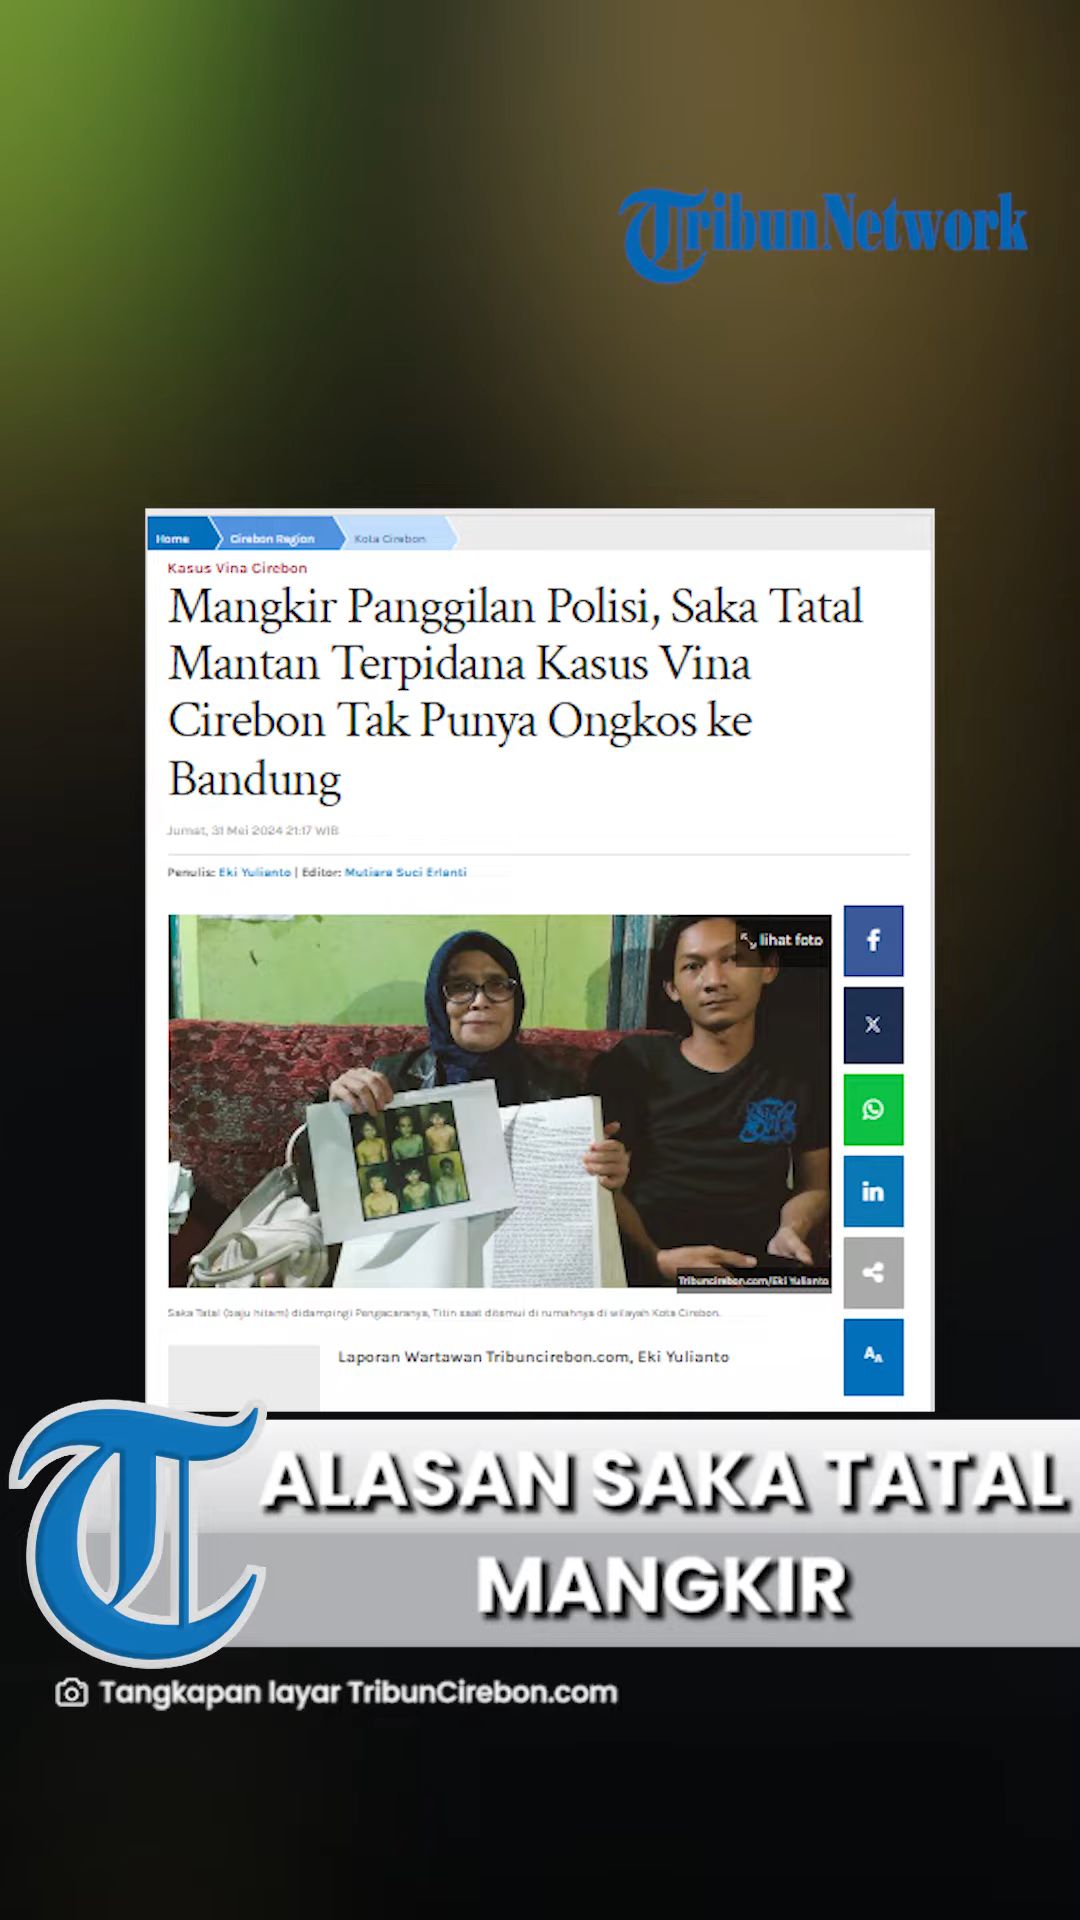 TribunNetwork
Home
Cirebon Region
Kota Cirebon
Kasus Vina Cirebon
Mangkir Panggilan Polisi, Saka Tatal
Mantan Terpidana Kasus Vina
Cirebon Tak Punya Ongkos ke
Bandung
Jumat, 31 Mei 2024 21:17 WIB
Penulis: Eki Yulianto | Editor: Mutiara Suci Erlanti
lihat foto
Tribuncirebon.com/Eki Yulianto
Saka Tatal (baju hitam) didampingi Pengacaranya, Titin saat ditemui di rumahnya di wilayah Kota Cirebon.
Laporan Wartawan Tribuncirebon.com, Eki Yulianto
AA
T
ALASAN SAKA TATAL
MANGKIR
Tangkapan layar TribunCirebon.com